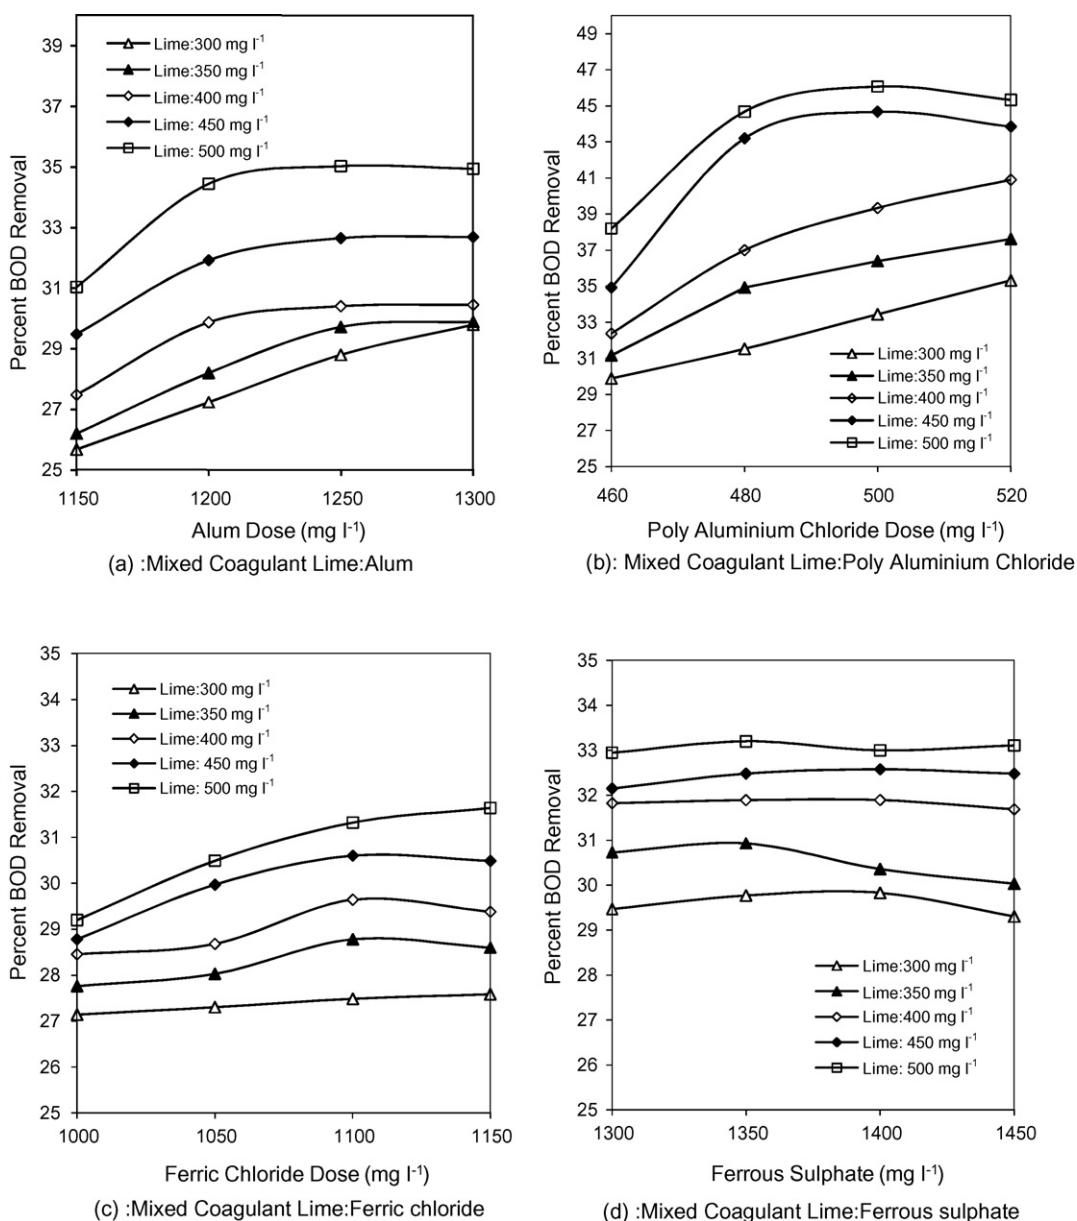 39
37
35
33
31
29
27
25
Percent BOD Removal
Lime:300 mg l⁻¹
Lime:350 mg l⁻¹
Lime:400 mg l⁻¹
Lime: 450 mg l⁻¹
Lime: 500 mg l⁻¹
1150 1200 1250 1300
Alum Dose (mg l⁻¹)
(a) :Mixed Coagulant Lime:Alum
49
47
45
43
41
39
37
35
33
31
29
27
25
Percent BOD Removal
Lime:300 mg l⁻¹
Lime:350 mg l⁻¹
Lime:400 mg l⁻¹
Lime: 450 mg l⁻¹
Lime: 500 mg l⁻¹
460 480 500 520
Poly Aluminium Chloride Dose (mg l⁻¹)
(b): Mixed Coagulant Lime:Poly Aluminium Chloride
35
34
33
32
31
30
29
28
27
26
25
Percent BOD Removal
Lime:300 mg l⁻¹
Lime:350 mg l⁻¹
Lime:400 mg l⁻¹
Lime: 450 mg l⁻¹
Lime: 500 mg l⁻¹
1000 1050 1100 1150
Ferric Chloride Dose (mg l⁻¹)
(c) :Mixed Coagulant Lime:Ferric chloride
35
34
33
32
31
30
29
28
27
26
25
Percent BOD Removal
Lime:300 mg l⁻¹
Lime:350 mg l⁻¹
Lime:400 mg l⁻¹
Lime: 450 mg l⁻¹
Lime: 500 mg l⁻¹
1300 1350 1400 1450
Ferrous Sulphate (mg l⁻¹)
(d) :Mixed Coagulant Lime:Ferrous sulphate